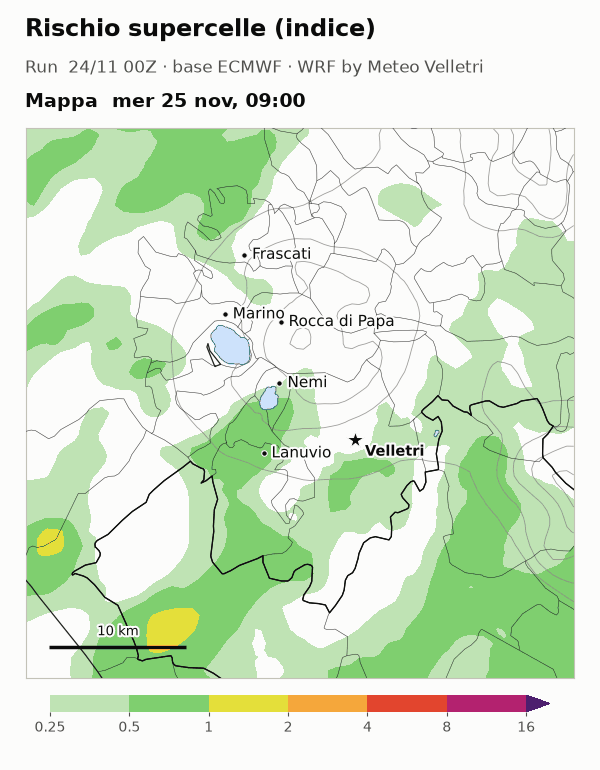 Rischio supercelle (indice)
Run  24/11 00Z · base ECMWF · WRF by Meteo Velletri
Mappa  mer 25 nov, 09:00
Frascati
Marino
Rocca di Papa
Nemi
Velletri
Lanuvio
10 km
0.25 0.5 1 2 4 8 16